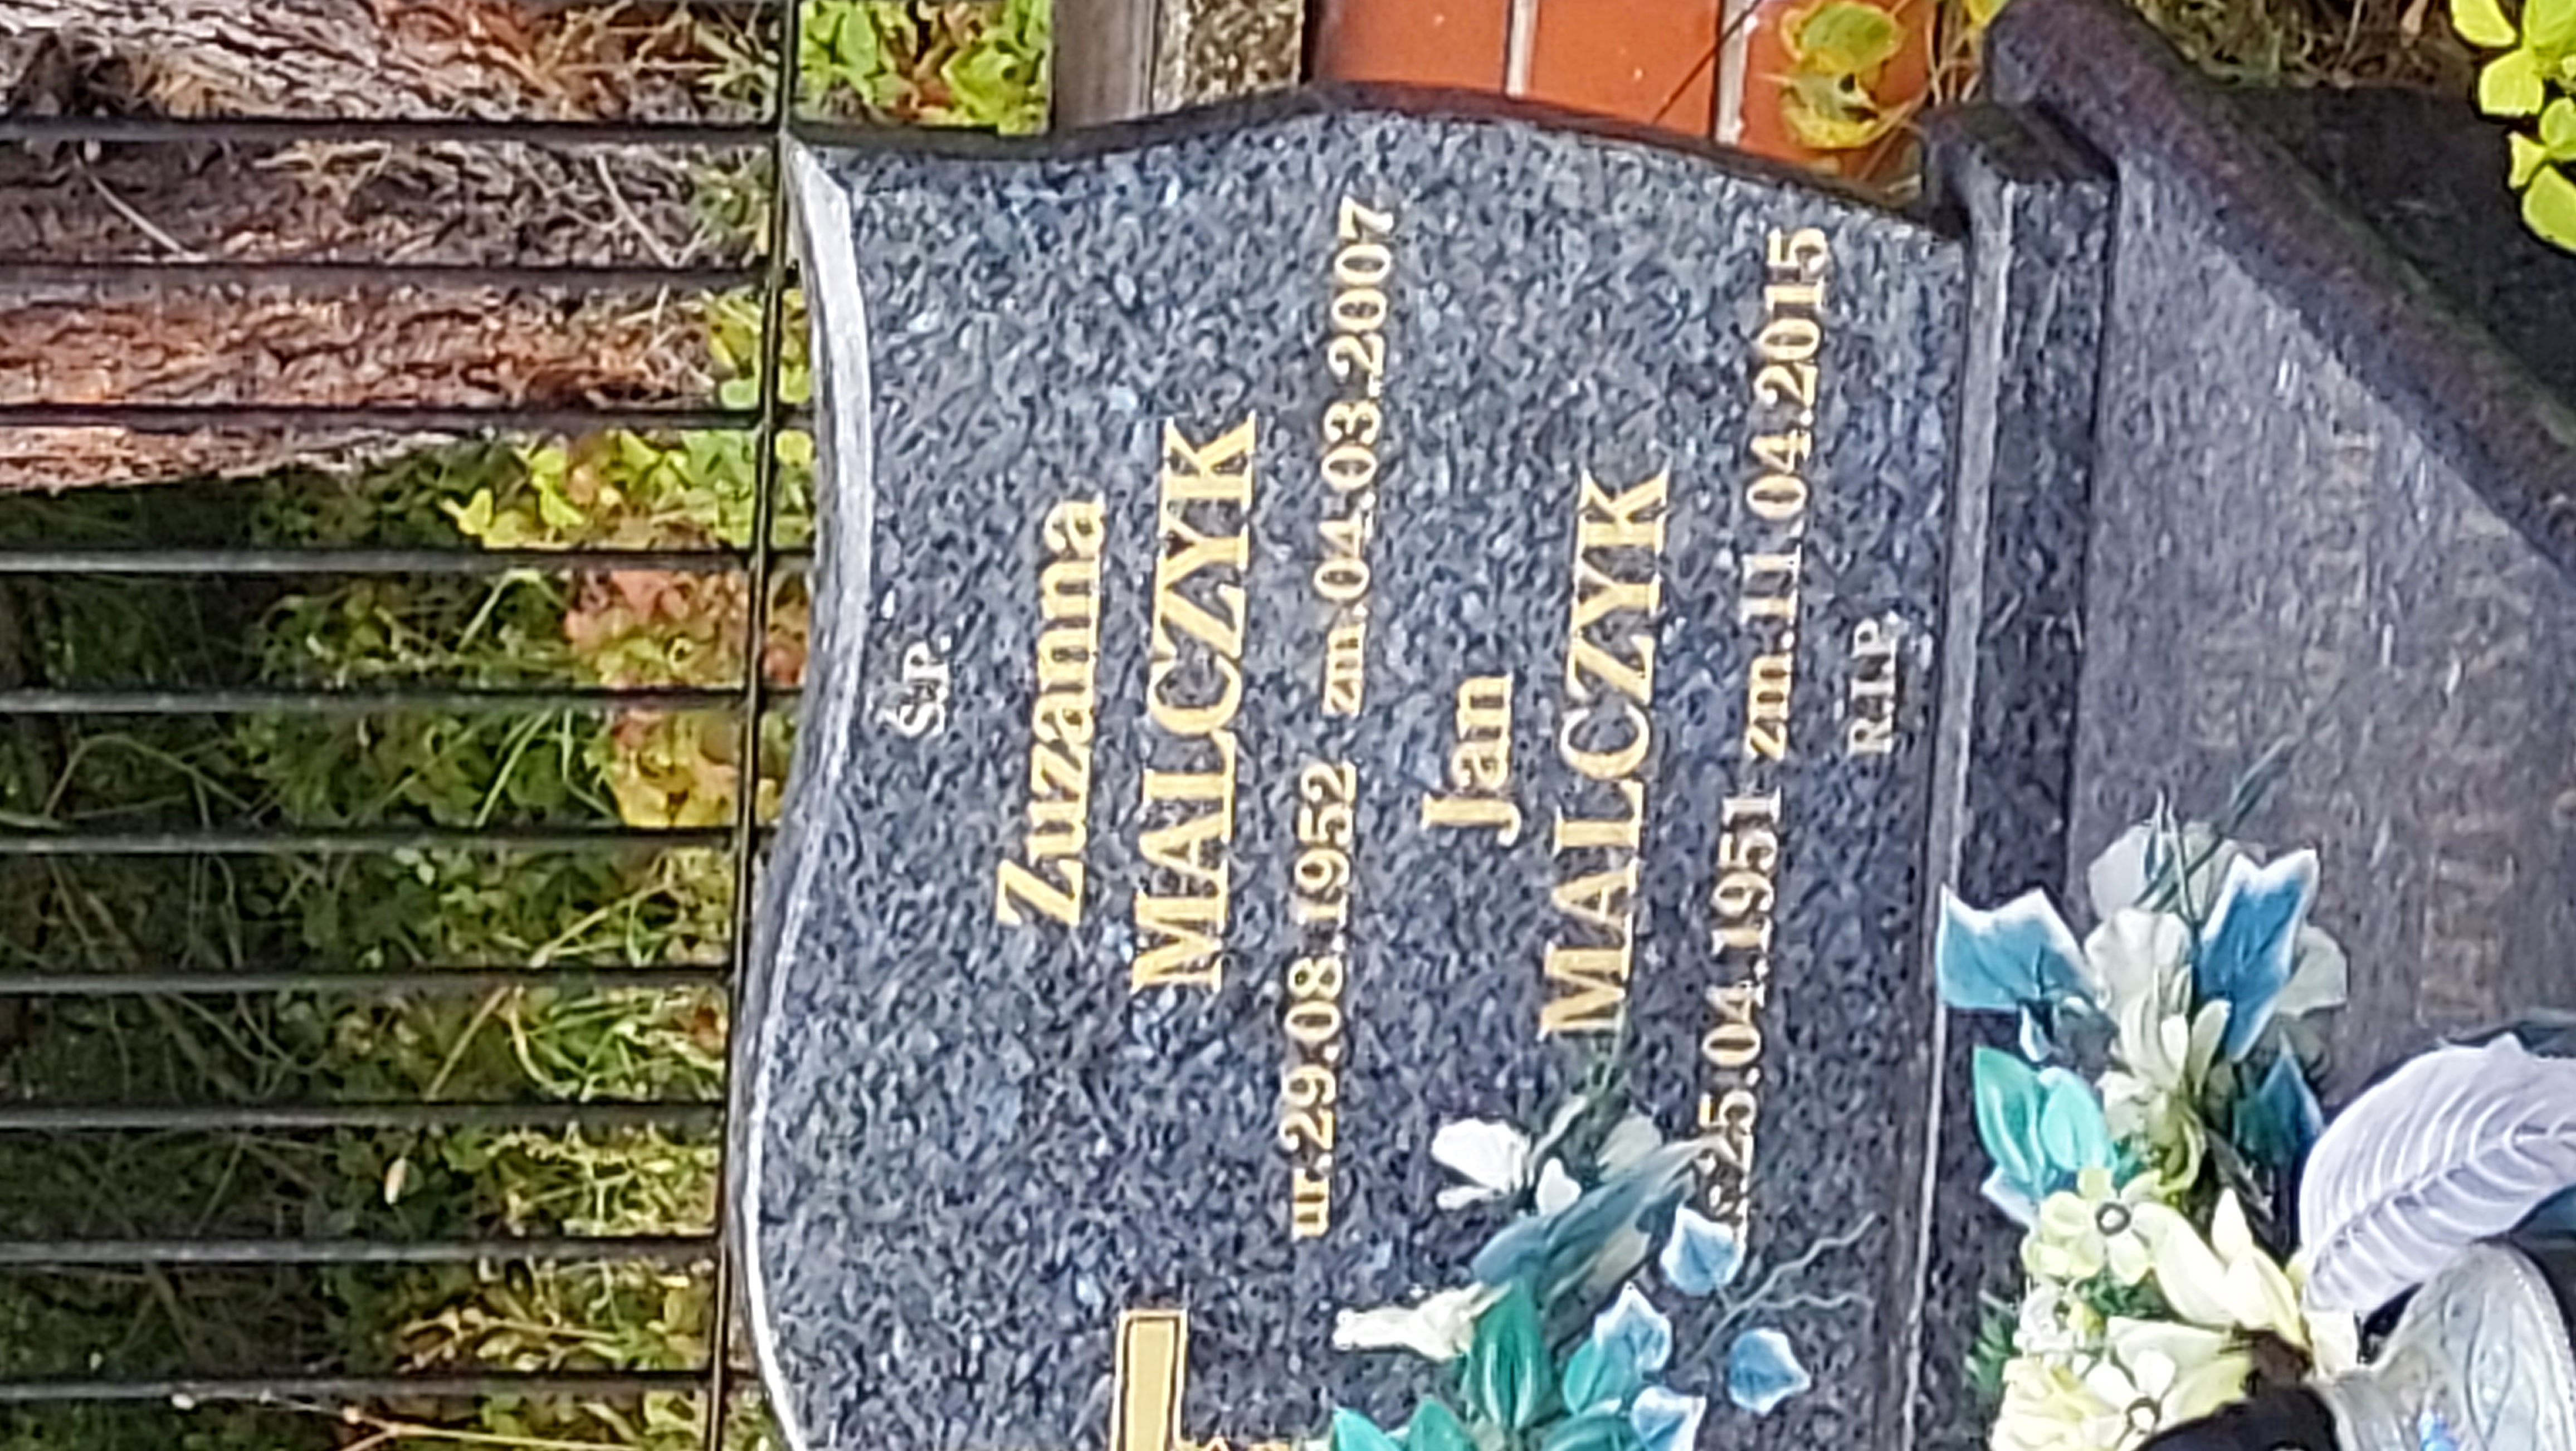 Ś.P.
Zuzanna
MALCZYK
ur.29.08.1952 zm.04.03.2007
Jan
MALCZYK
25.04.1951 zm.11.04.2015
R.I.P.